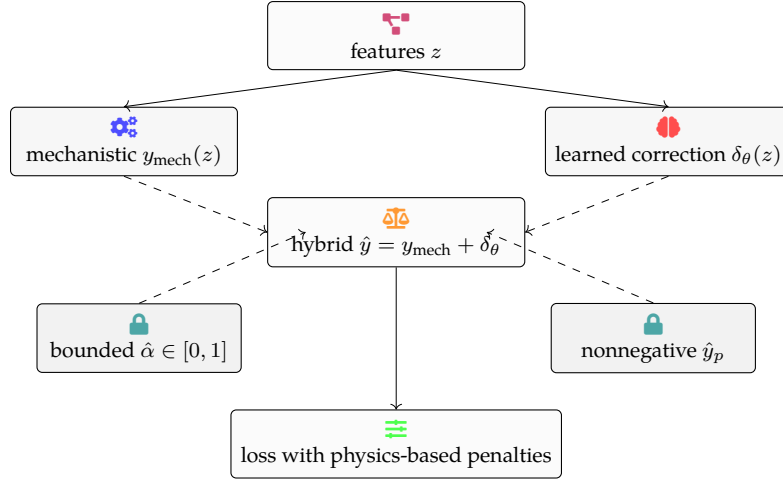 features z
mechanistic y_mech(z)
learned correction δ_θ(z)
hybrid ŷ = y_mech + δ_θ
bounded α̂ ∈ [0, 1]
nonnegative ŷ_p
loss with physics-based penalties